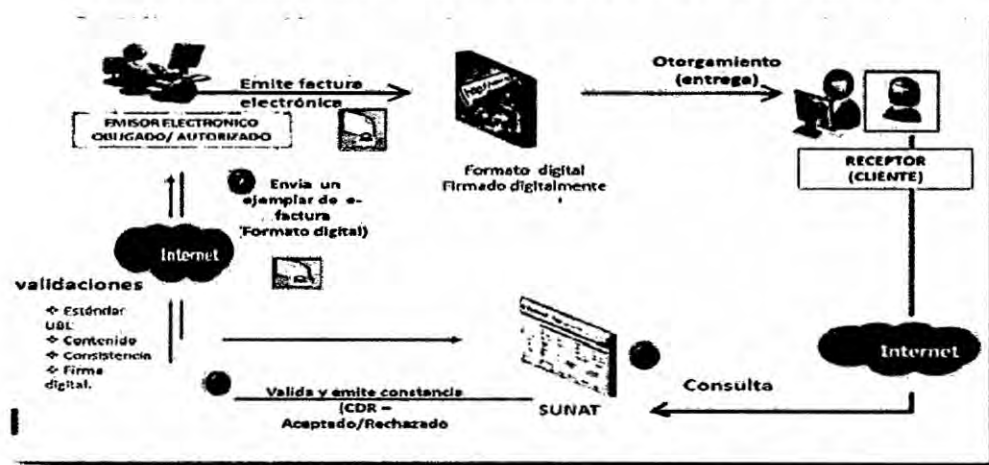 Emite factura
electrónica
EMISOR ELECTRONICO
OBLIGADO/ AUTORIZADO
Formato digital
Firmado digitalmente
Otorgamiento
(entrega)
RECEPTOR
(CLIENTE)
Envia un
ejemplar de e-
factura
(Formato digital)
Internet
validaciones
❖ Estándar
UBL
❖ Contenido
❖ Consistencia
❖ Firma
digital.
Valida y emite constancia
(CDR –
Aceptado/Rechazado
SUNAT
Consulta
Internet